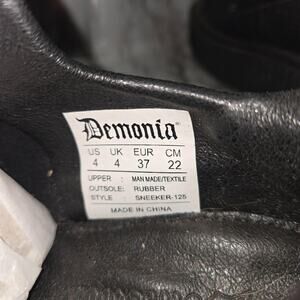 Demonia®
US UK EUR CM
4 4 37 22
UPPER : MAN MADE/TEXTILE
OUTSOLE: RUBBER
STYLE : SNEEKER-125
MADE IN CHINA